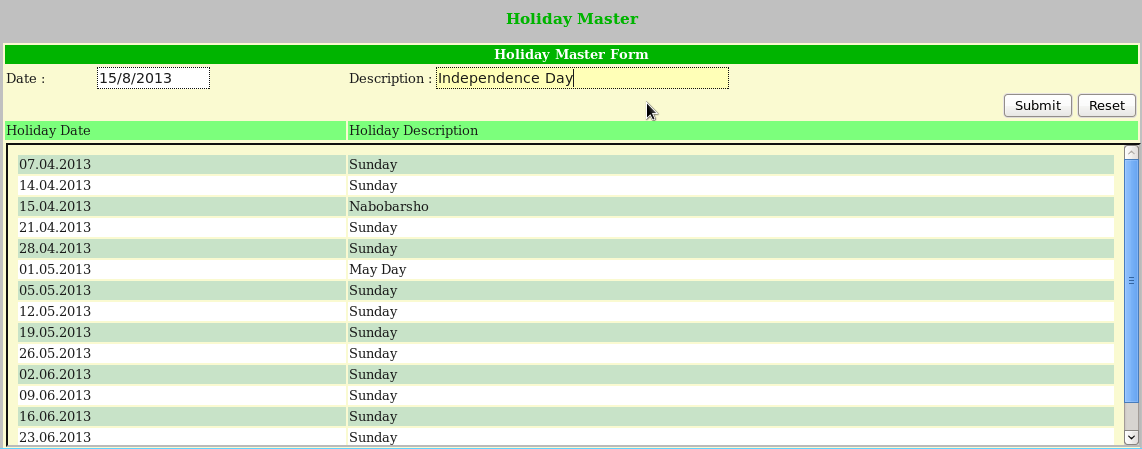 Holiday Master
Holiday Master Form
Date : 15/8/2013 Description : Independence Day
Submit Reset
Holiday Date Holiday Description
07.04.2013 Sunday
14.04.2013 Sunday
15.04.2013 Nabobarsho
21.04.2013 Sunday
28.04.2013 Sunday
01.05.2013 May Day
05.05.2013 Sunday
12.05.2013 Sunday
19.05.2013 Sunday
26.05.2013 Sunday
02.06.2013 Sunday
09.06.2013 Sunday
16.06.2013 Sunday
23.06.2013 Sunday